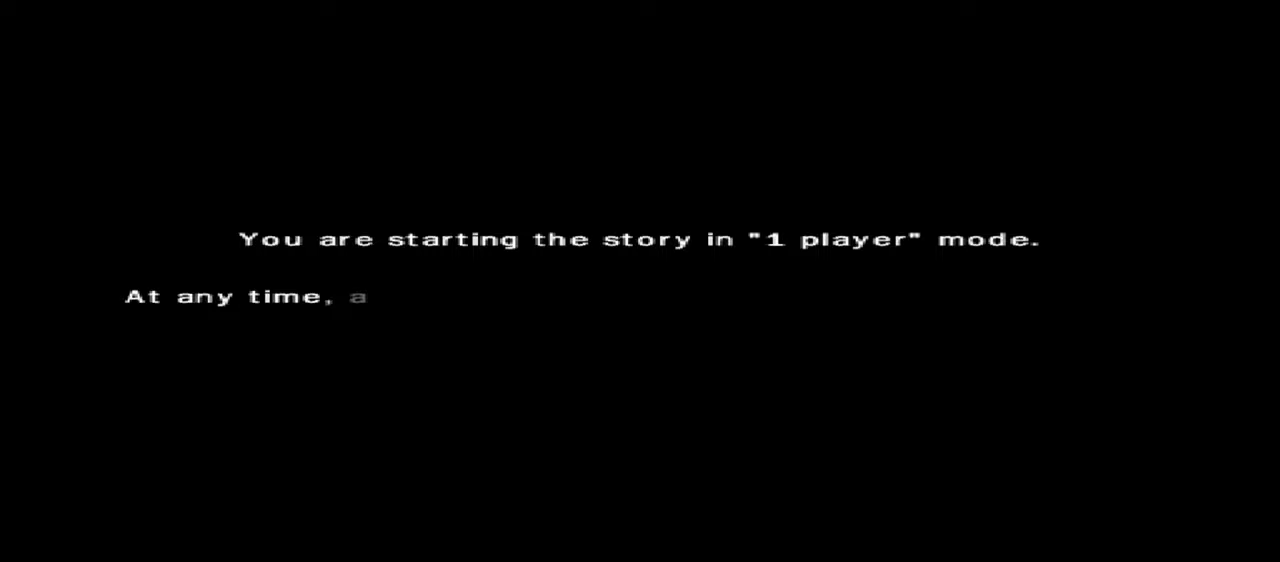 You are starting the story in "1 player" mode.
At any time, a